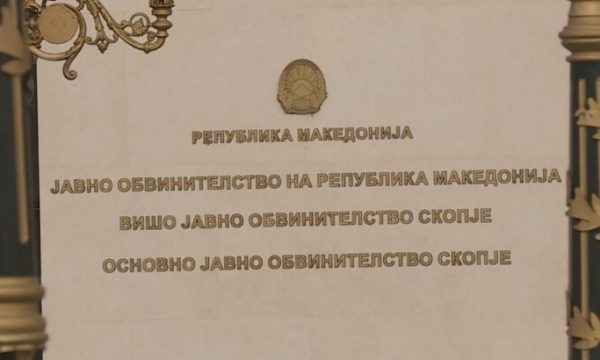 РЕПУБЛИКА МАКЕДОНИЈА
ЈАВНО ОБВИНИТЕЛСТВО НА РЕПУБЛИКА МАКЕДОНИЈА
ВИШО ЈАВНО ОБВИНИТЕЛСТВО СКОПЈЕ
ОСНОВНО ЈАВНО ОБВИНИТЕЛСТВО СКОПЈЕ